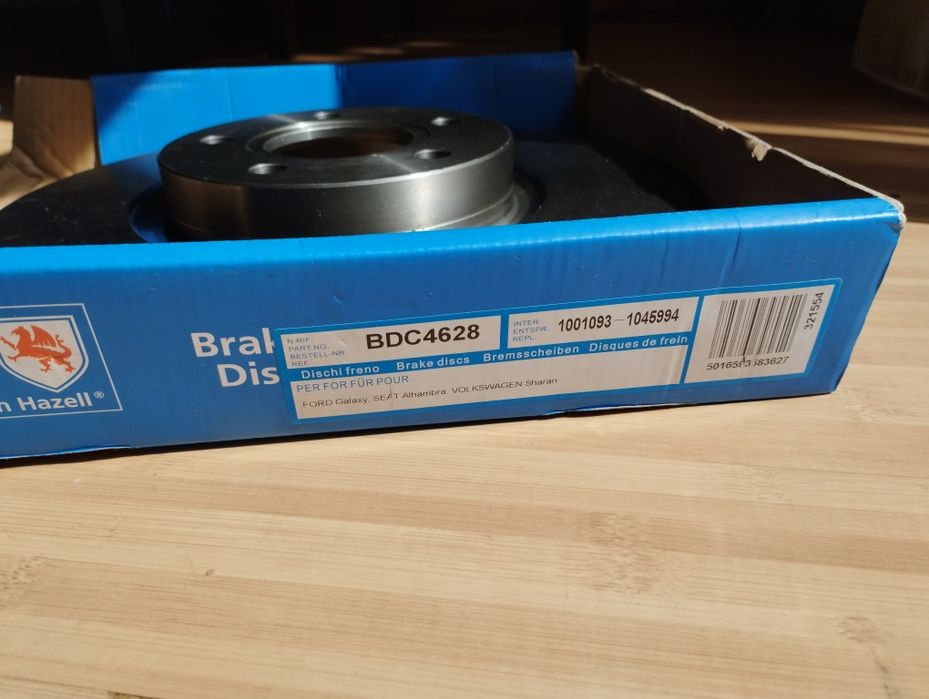 n Hazell®
Brak
Dis
N.RIF.
PART NO.
BESTELL-NR.
REF.
BDC4628
INTER.
ENTSPR.
REPL.
1001093-1045994
Dischi freno Brake discs Bremsscheiben Disques de frein
PER FOR FÜR POUR
FORD Galaxy, SEAT Alhambra, VOLKSWAGEN Sharan
321554